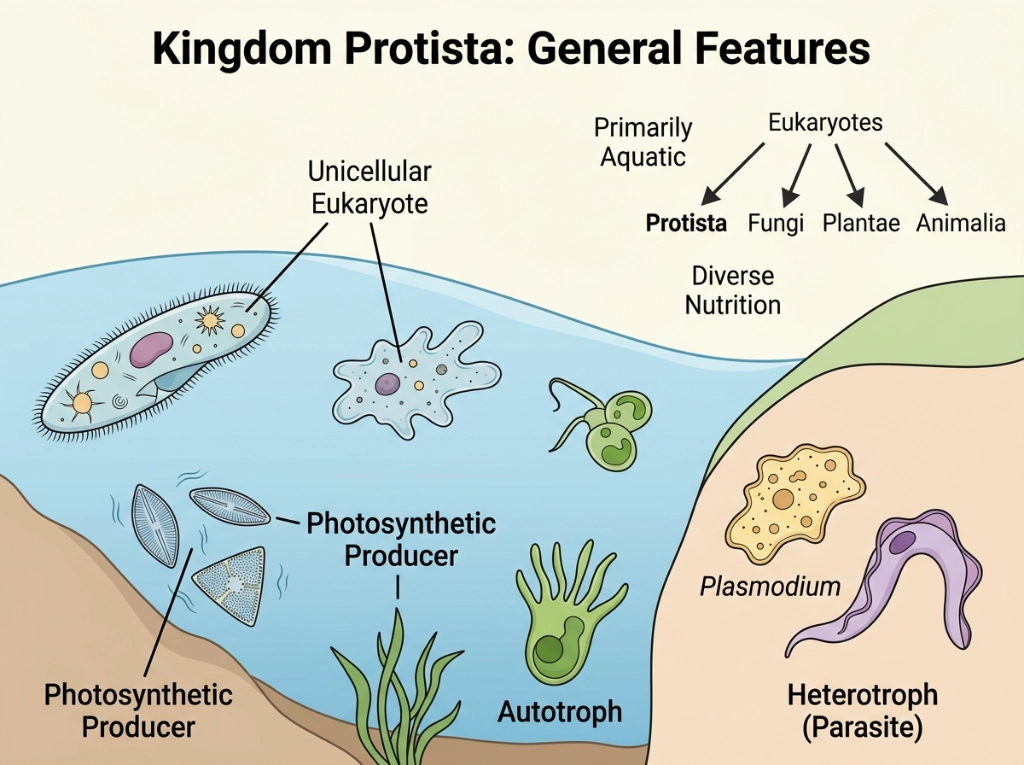 Kingdom Protista: General Features
Primarily
Aquatic
Eukaryotes
Unicellular
Eukaryote
Protista Fungi Plantae Animalia
Diverse
Nutrition
Photosynthetic
Producer
Plasmodium
Photosynthetic
Producer
Autotroph
Heterotroph
(Parasite)